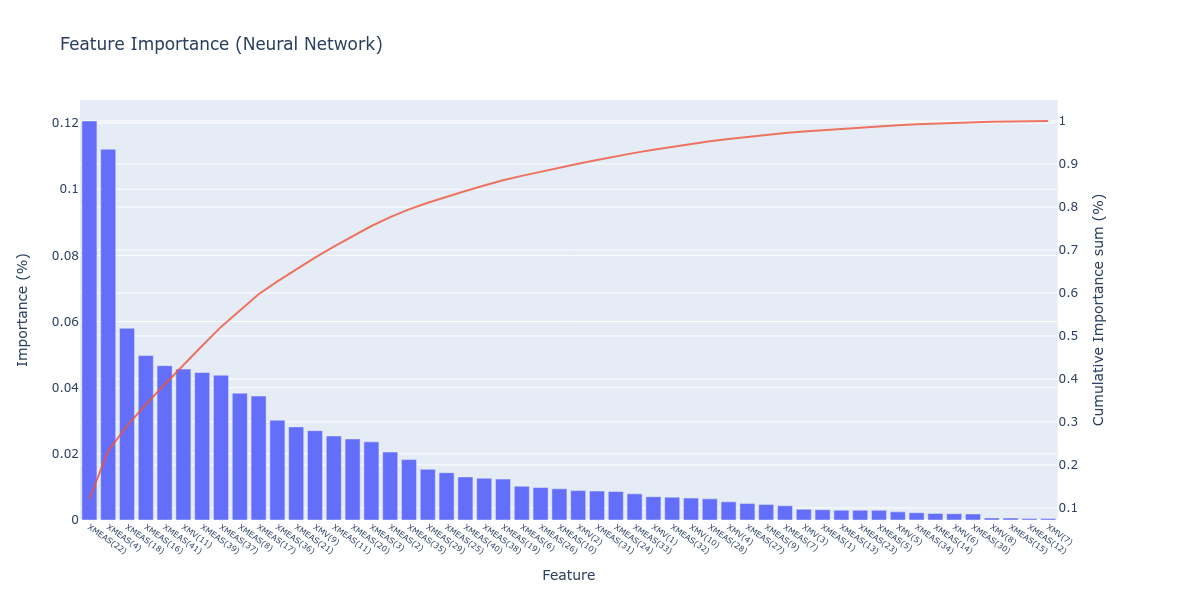 Feature Importance (Neural Network)
0.12
0.1
0.08
0.06
0.04
0.02
0
Importance (%)
1
0.9
0.8
0.7
0.6
0.5
0.4
0.3
0.2
0.1
Cumulative Importance sum (%)
XMEAS(22)
XMEAS(4)
XMEAS(18)
XMEAS(16)
XMEAS(41)
XMV(11)
XMEAS(39)
XMEAS(37)
XMEAS(8)
XMEAS(17)
XMEAS(36)
XMEAS(21)
XMV(9)
XMEAS(11)
XMEAS(20)
XMEAS(3)
XMEAS(2)
XMEAS(35)
XMEAS(29)
XMEAS(25)
XMEAS(40)
XMEAS(38)
XMEAS(19)
XMEAS(6)
XMEAS(26)
XMEAS(10)
XMV(2)
XMEAS(31)
XMEAS(24)
XMEAS(33)
XMV(1)
XMEAS(32)
XMV(10)
XMEAS(28)
XMV(4)
XMEAS(27)
XMEAS(9)
XMEAS(7)
XMV(3)
XMEAS(1)
XMEAS(13)
XMEAS(23)
XMV(5)
XMEAS(5)
XMEAS(34)
XMEAS(14)
XMV(6)
XMEAS(30)
XMV(8)
XMEAS(15)
XMEAS(12)
XMV(7)
Feature